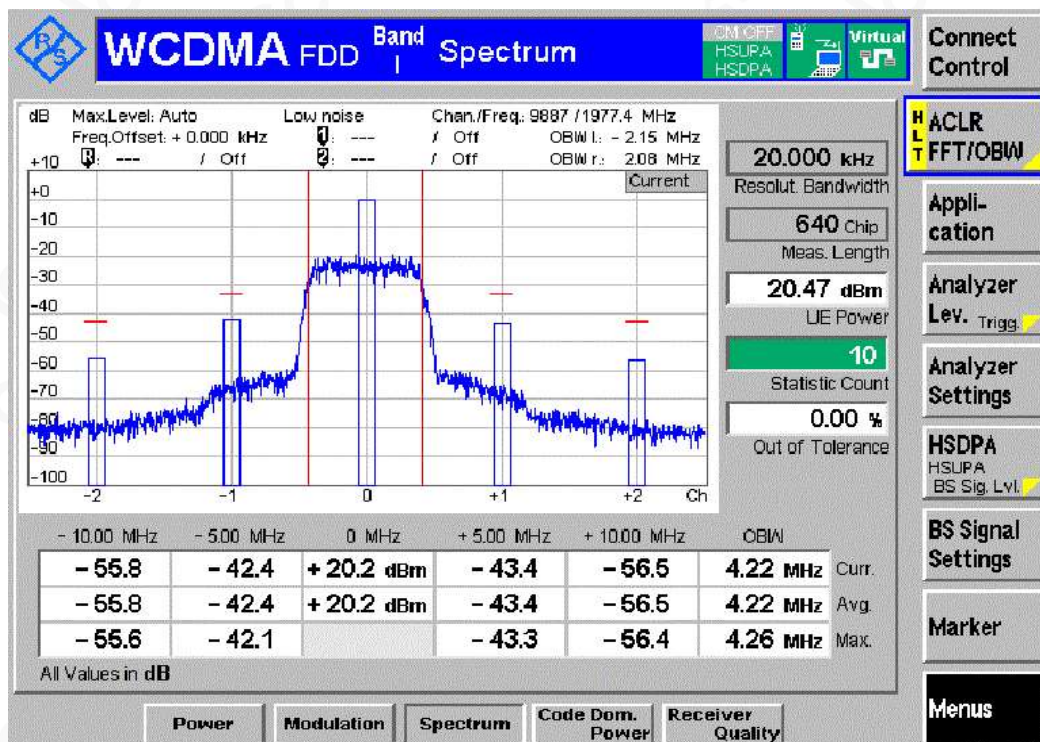 R/S WCDMA FDD Band I Spectrum
CM OFF
HSUPA
HSDPA
Virtual
Connect Control
dB Max.Level: Auto Low noise Chan./Freq.: 9887 / 1977.4 MHz
Freq.Offset: + 0.000 kHz 1: --- / Off OBW l.: - 2.15 MHz
R: --- / Off 2: --- / Off OBW r.: 2.08 MHz
+10
+0
-10
-20
-30
-40
-50
-60
-70
-80
-90
-100
Current
-2 -1 0 +1 +2 Ch
20.000 kHz
Resolut. Bandwidth
640 Chip
Meas. Length
20.47 dBm
UE Power
10
Statistic Count
0.00 %
Out of Tolerance
- 10.00 MHz - 5.00 MHz 0 MHz + 5.00 MHz + 10.00 MHz OBW
- 55.8 - 42.4 + 20.2 dBm - 43.4 - 56.5 4.22 MHz Curr.
- 55.8 - 42.4 + 20.2 dBm - 43.4 - 56.5 4.22 MHz Avg.
- 55.6 - 42.1 - 43.3 - 56.4 4.26 MHz Max.
All Values in dB
HLT
ACLR
FFT/OBW
Appli-
cation
Analyzer
Lev. Trigg.
Analyzer
Settings
HSDPA
HSUPA
BS Sig. Lvl.
BS Signal
Settings
Marker
Menus
Power Modulation Spectrum Code Dom. Power Receiver Quality